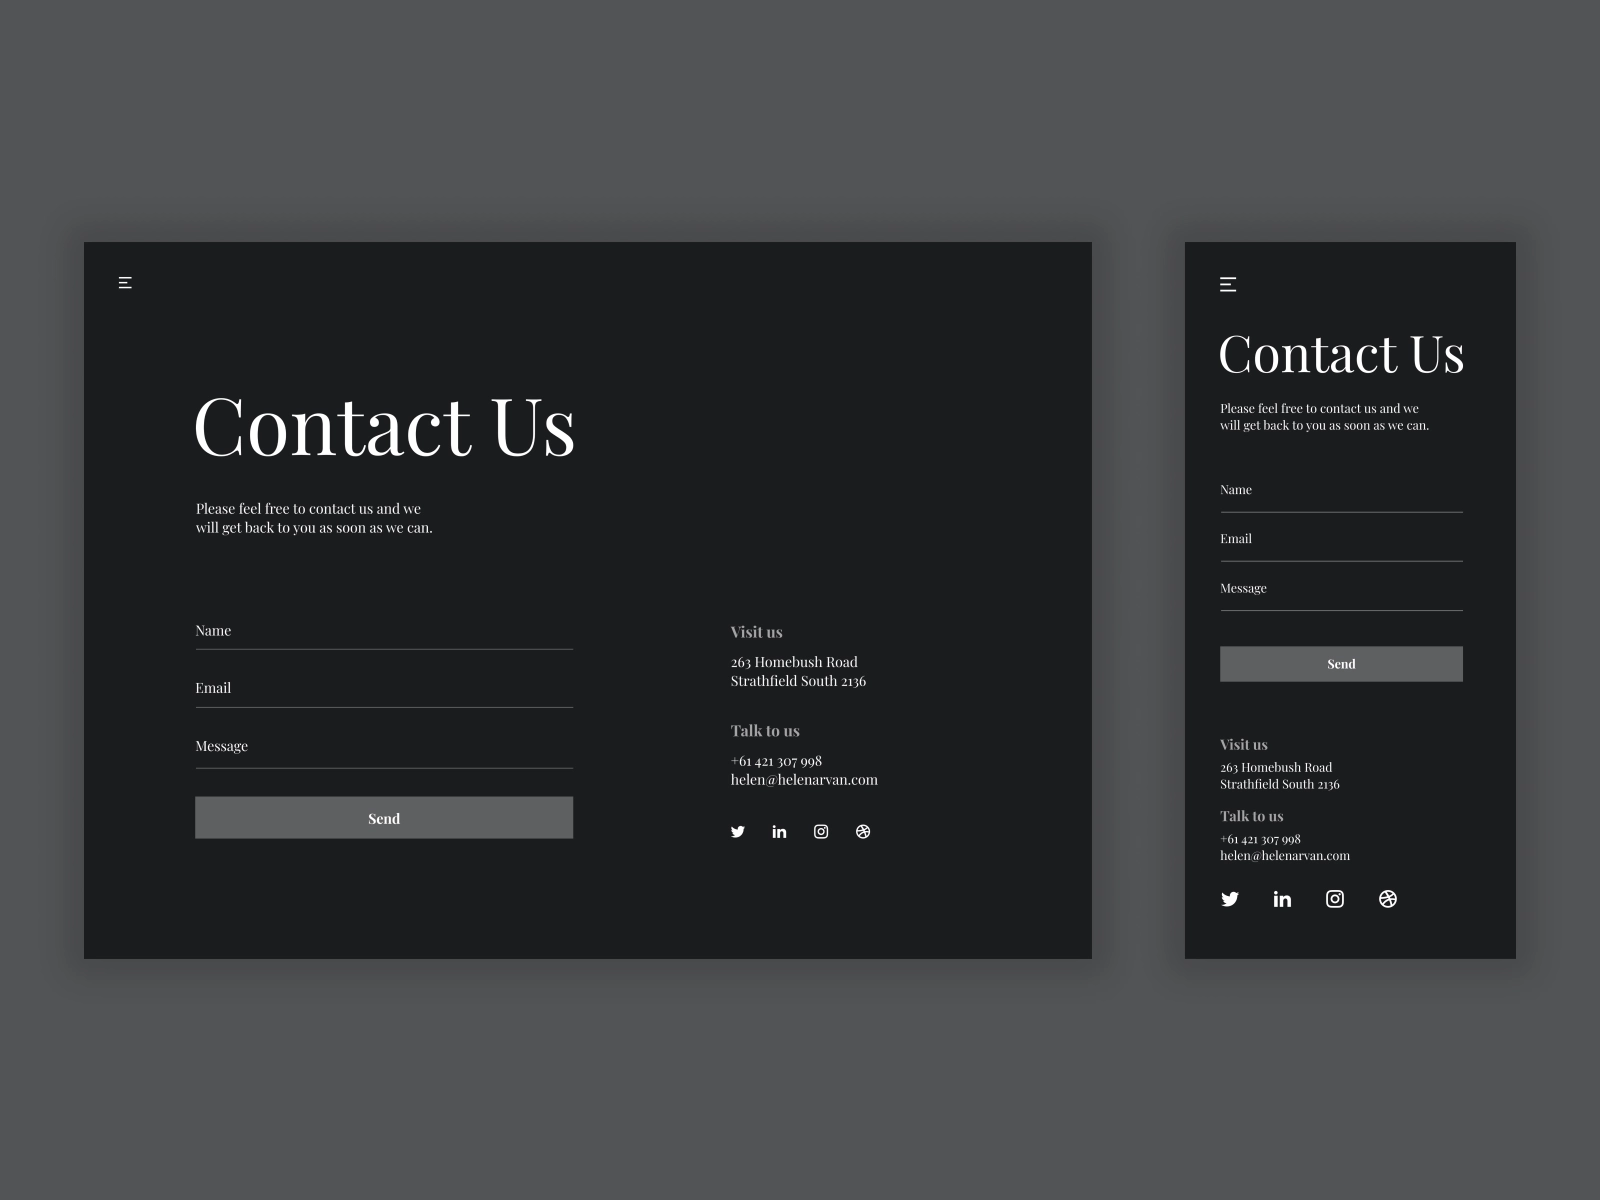 Contact Us
Please feel free to contact us and we
will get back to you as soon as we can.
Name
Email
Message
Send
Visit us
263 Homebush Road
Strathfield South 2136
Talk to us
+61 421 307 998
helen@helenarvan.com
Contact Us
Please feel free to contact us and we
will get back to you as soon as we can.
Name
Email
Message
Send
Visit us
263 Homebush Road
Strathfield South 2136
Talk to us
+61 421 307 998
helen@helenarvan.com